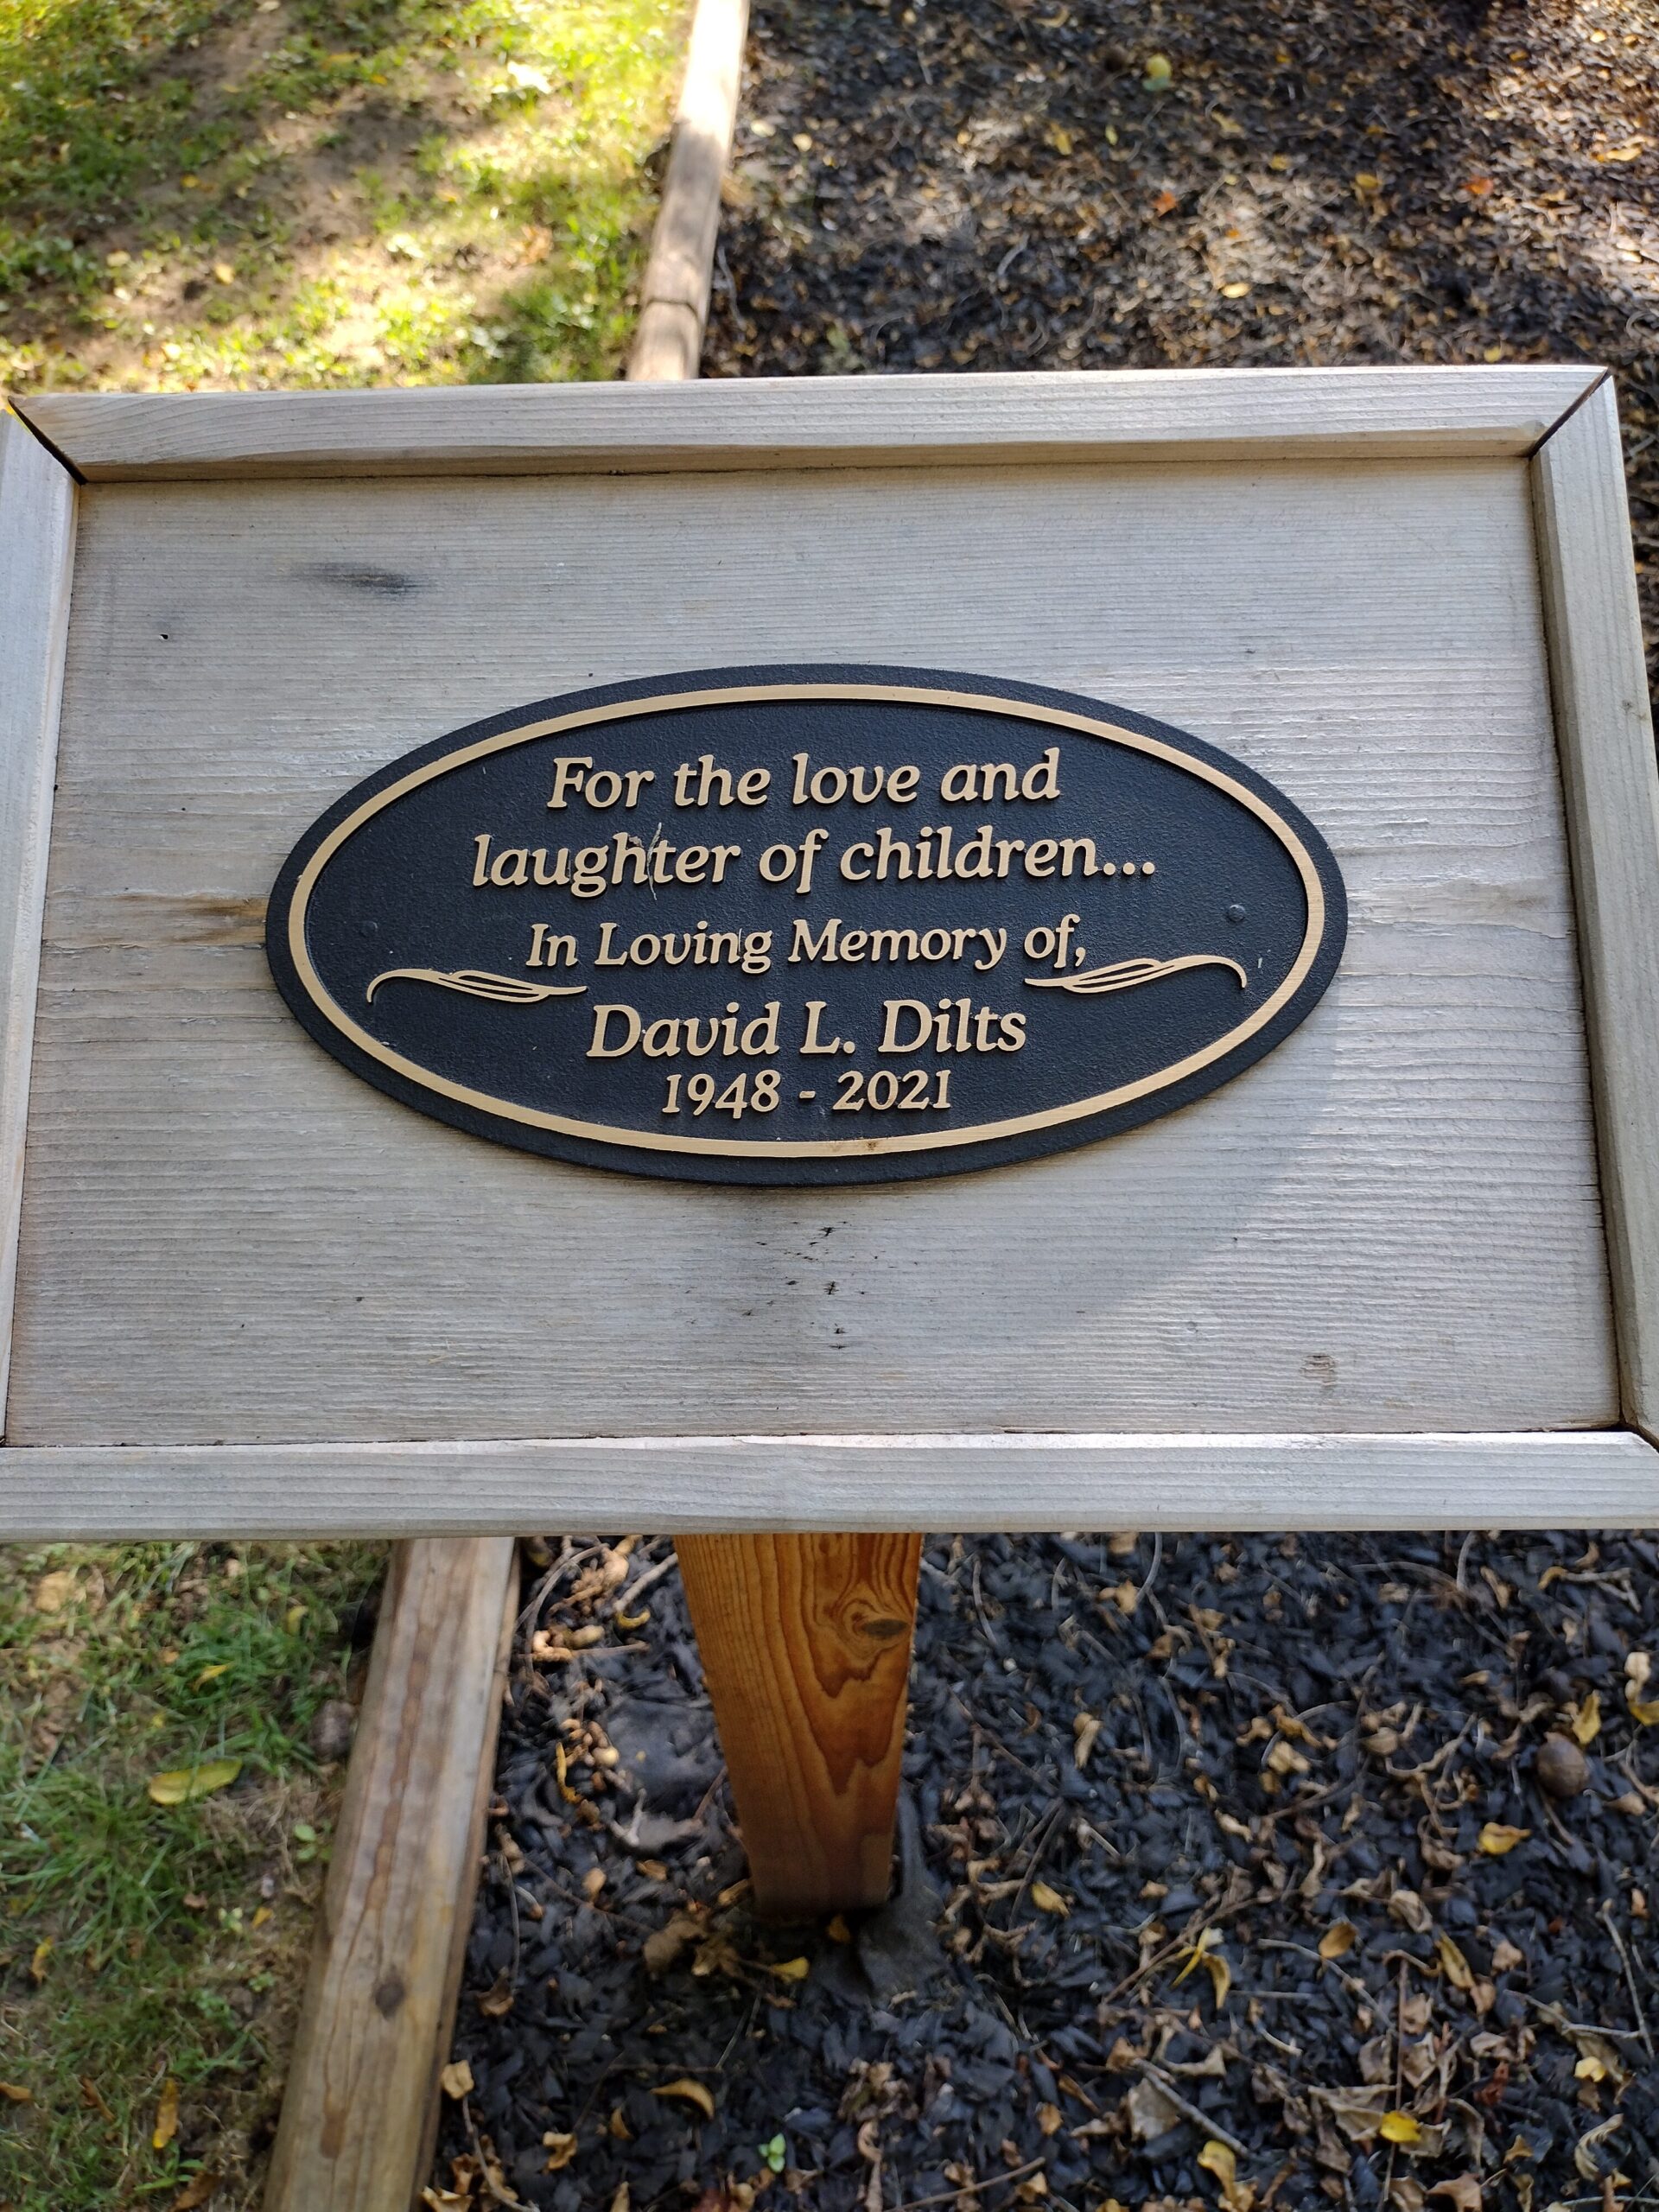 For the love and
laughter of children...
In Loving Memory of,
David L. Dilts
1948 - 2021